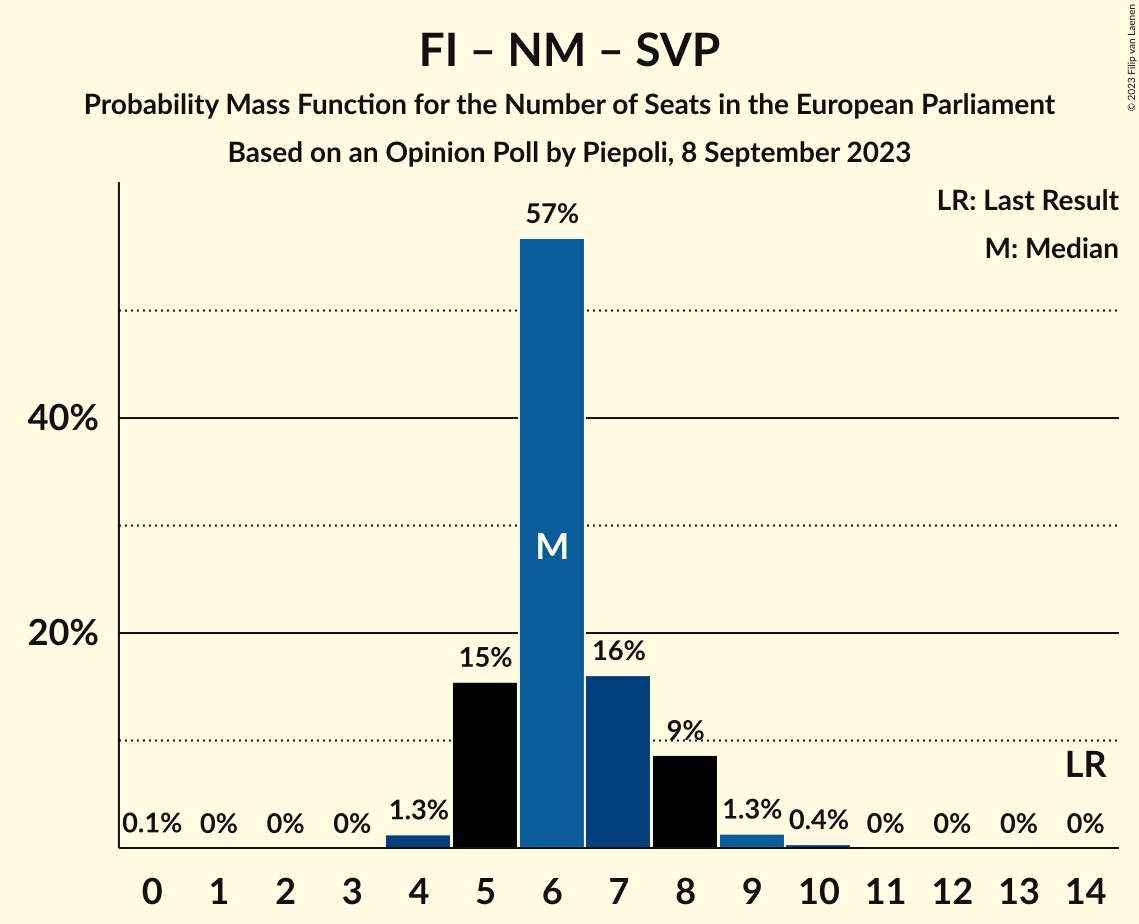 FI – NM – SVP
Probability Mass Function for the Number of Seats in the European Parliament
Based on an Opinion Poll by Piepoli, 8 September 2023
© 2023 Filip van Laenen
LR: Last Result
M: Median
57%
40%
M
20%
15%
16%
9%
LR
0.1%
0%
0%
0%
1.3%
1.3%
0.4%
0%
0%
0%
0%
0 1 2 3 4 5 6 7 8 9 10 11 12 13 14